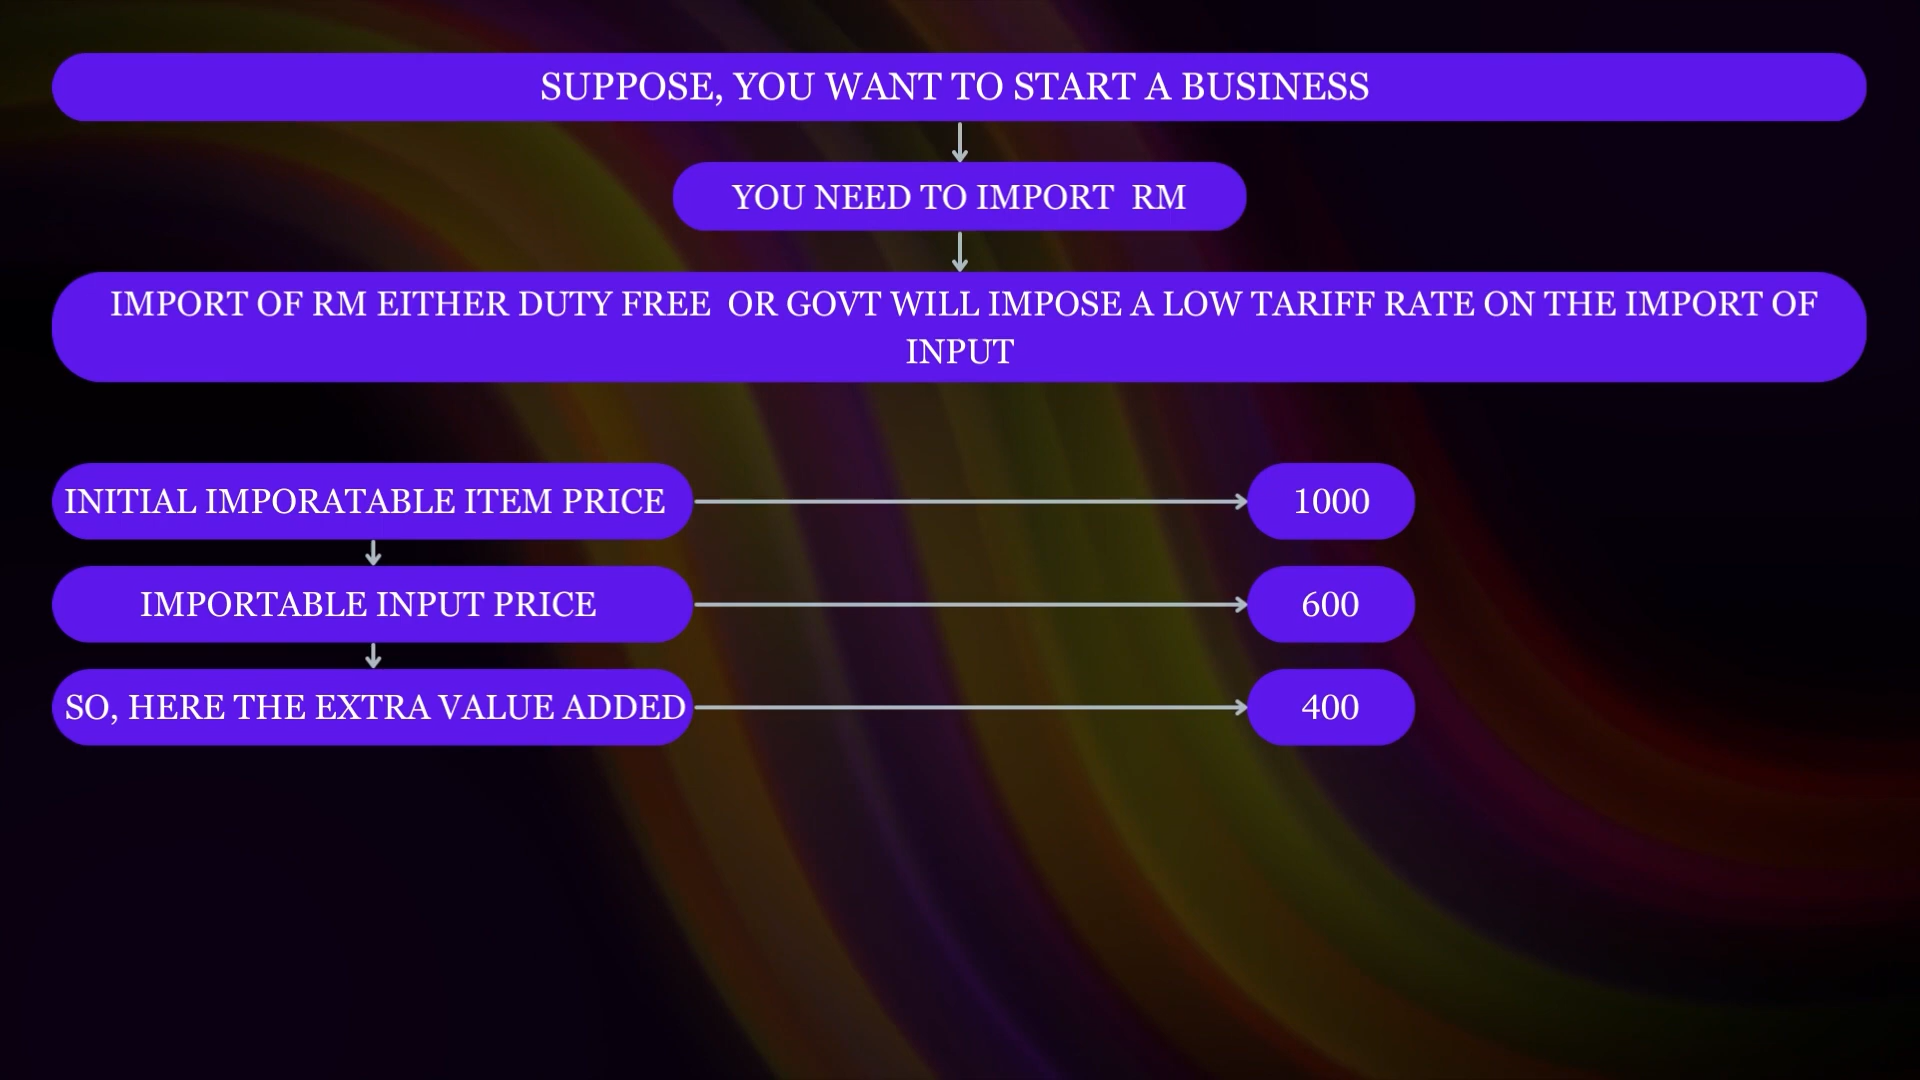 SUPPOSE, YOU WANT TO START A BUSINESS
YOU NEED TO IMPORT RM
IMPORT OF RM EITHER DUTY FREE OR GOVT WILL IMPOSE A LOW TARIFF RATE ON THE IMPORT OF
INPUT
INITIAL IMPORATABLE ITEM PRICE
1000
IMPORTABLE INPUT PRICE
600
SO, HERE THE EXTRA VALUE ADDED
400